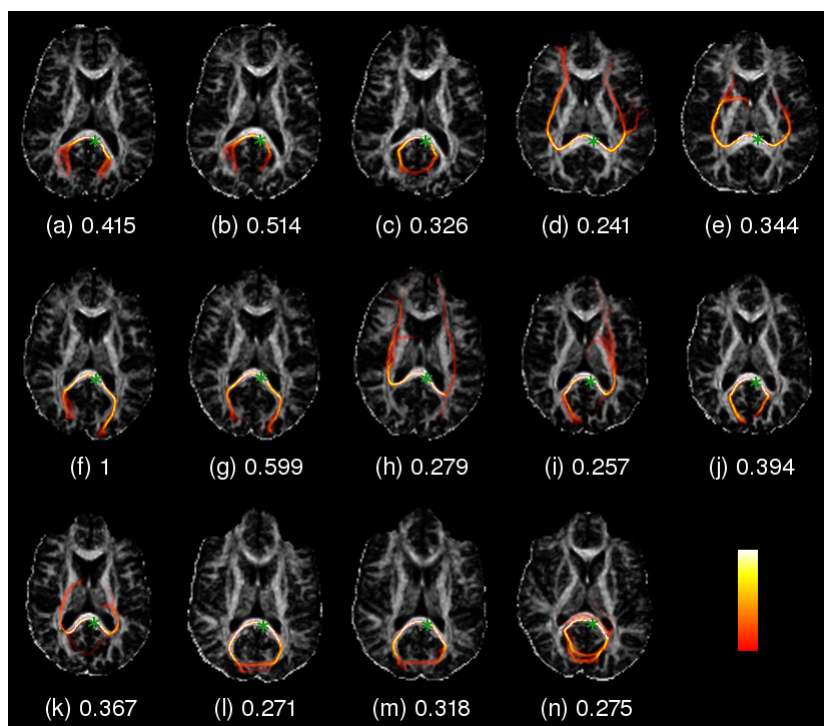 (a) 0.415 (b) 0.514 (c) 0.326 (d) 0.241 (e) 0.344
(f) 1 (g) 0.599 (h) 0.279 (i) 0.257 (j) 0.394
(k) 0.367 (l) 0.271 (m) 0.318 (n) 0.275